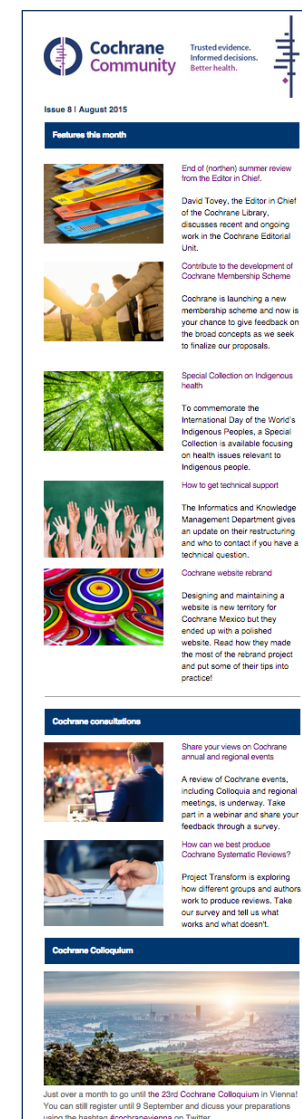 Cochrane
Community
Trusted evidence.
Informed decisions.
Better health.
Issue 8 | August 2015
Features this month
End of (northen) summer review
from the Editor in Chief.
David Tovey, the Editor in Chief
of the Cochrane Library,
discusses recent and ongoing
work in the Cochrane Editorial
Unit.
Contribute to the development of
Cochrane Membership Scheme
Cochrane is launching a new
membership scheme and now is
your chance to give feedback on
the broad concepts as we seek
to finalize our proposals.
Special Collection on Indigenous
health
To commemorate the
International Day of the World's
Indigenous Peoples, a Special
Collection is available focusing
on health issues relevant to
Indigenous people.
How to get technical support
The Informatics and Knowledge
Management Department gives
an update on their restructuring
and who to contact if you have a
technical question.
Cochrane website rebrand
Designing and maintaining a
website is new territory for
Cochrane Mexico but they
ended up with a polished
website. Read how they made
the most of the rebrand project
and put some of their tips into
practice!
Cochrane consultations
Share your views on Cochrane
annual and regional events
A review of Cochrane events,
including Colloquia and regional
meetings, is underway. Take
part in a webinar and share your
feedback through a survey.
How can we best produce
Cochrane Systematic Reviews?
Project Transform is exploring
how different groups and authors
work to produce reviews. Take
our survey and tell us what
works and what doesn't.
Cochrane Colloquium
Just over a month to go until the 23rd Cochrane Colloquium in Vienna!
You can still register until 9 September and dicuss your preparations
using the hashtag #cochranevienna on Twitter.